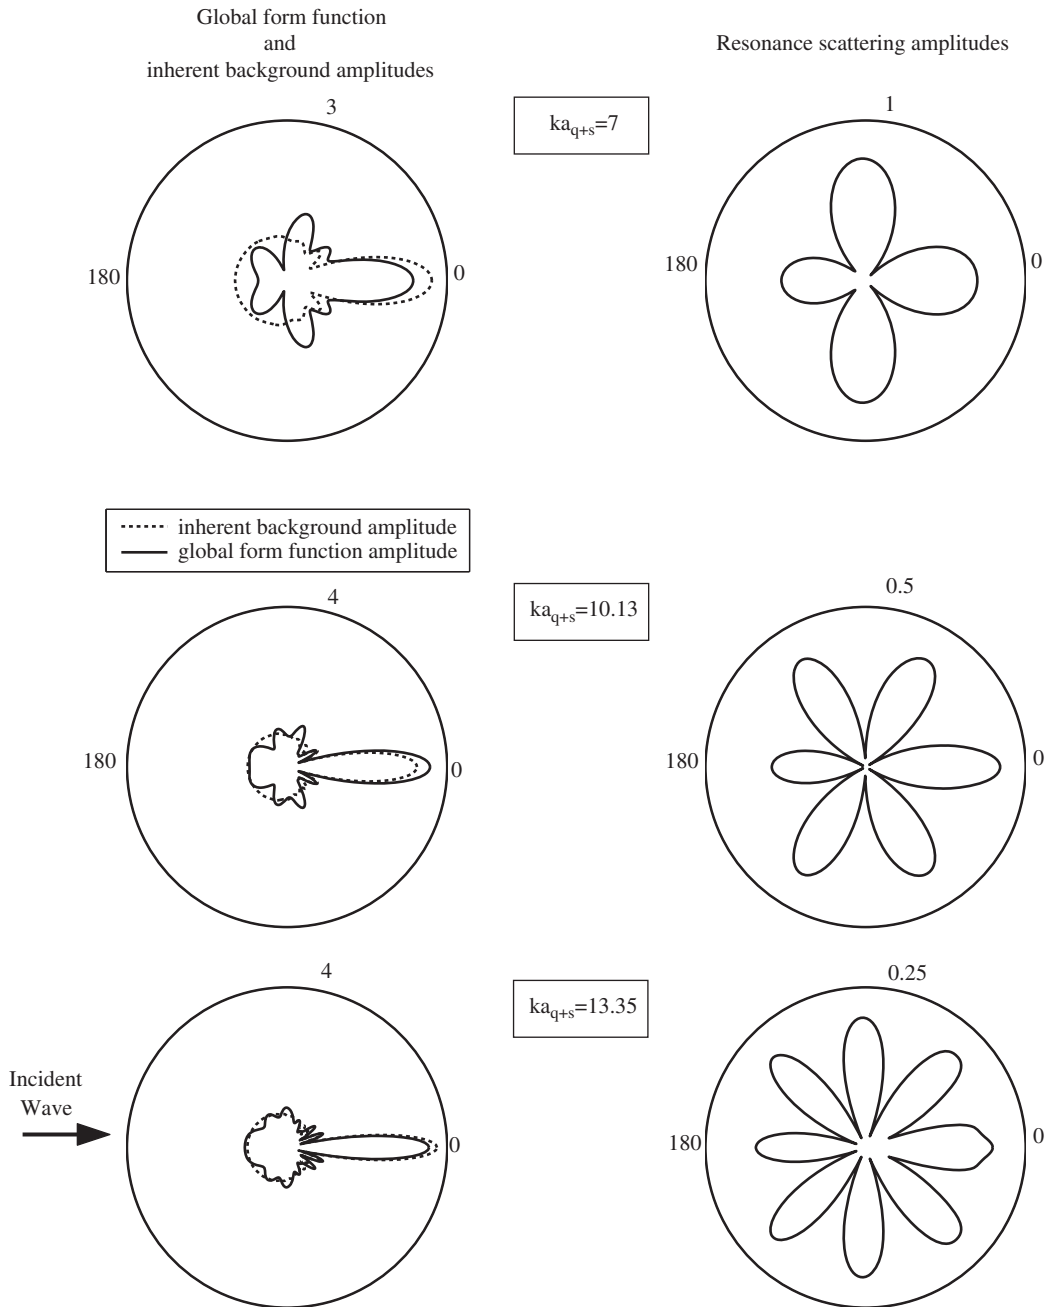 Global form function
and
inherent background amplitudes
Resonance scattering amplitudes
3
ka_{q+s}=7
1
180
0
180
0
inherent background amplitude
global form function amplitude
4
ka_{q+s}=10.13
0.5
180
0
180
0
4
ka_{q+s}=13.35
0.25
Incident
Wave
0
180
0